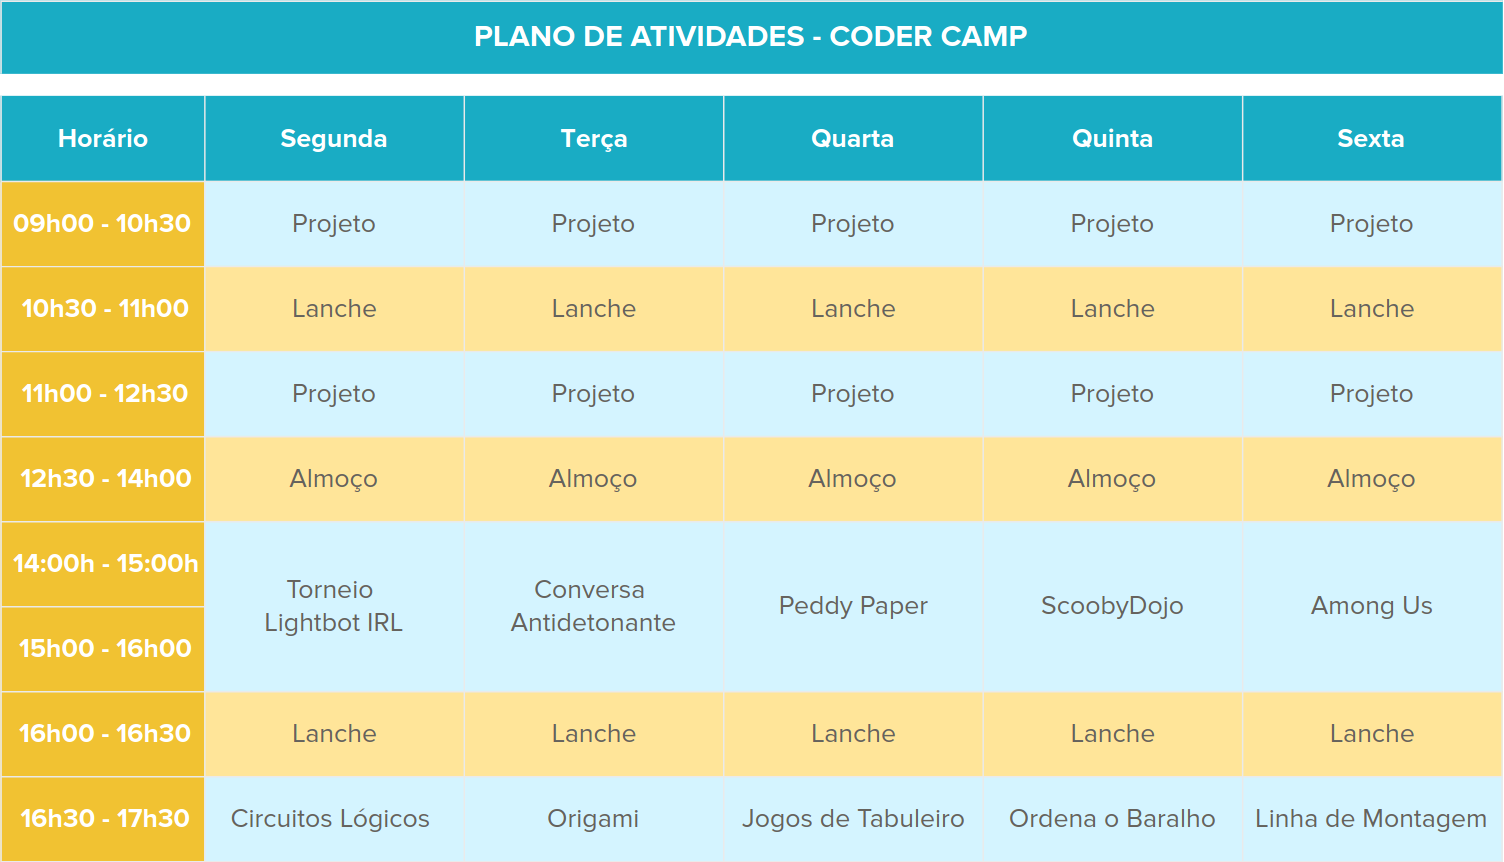 PLANO DE ATIVIDADES - CODER CAMP
Horário Segunda Terça Quarta Quinta Sexta
09h00 - 10h30 Projeto Projeto Projeto Projeto Projeto
10h30 - 11h00 Lanche Lanche Lanche Lanche Lanche
11h00 - 12h30 Projeto Projeto Projeto Projeto Projeto
12h30 - 14h00 Almoço Almoço Almoço Almoço Almoço
14:00h - 15:00h
Torneio
Lightbot IRL
Conversa
Antidetonante
Peddy Paper
ScoobyDojo
Among Us
15h00 - 16h00
16h00 - 16h30 Lanche Lanche Lanche Lanche Lanche
16h30 - 17h30 Circuitos Lógicos Origami Jogos de Tabuleiro Ordena o Baralho Linha de Montagem